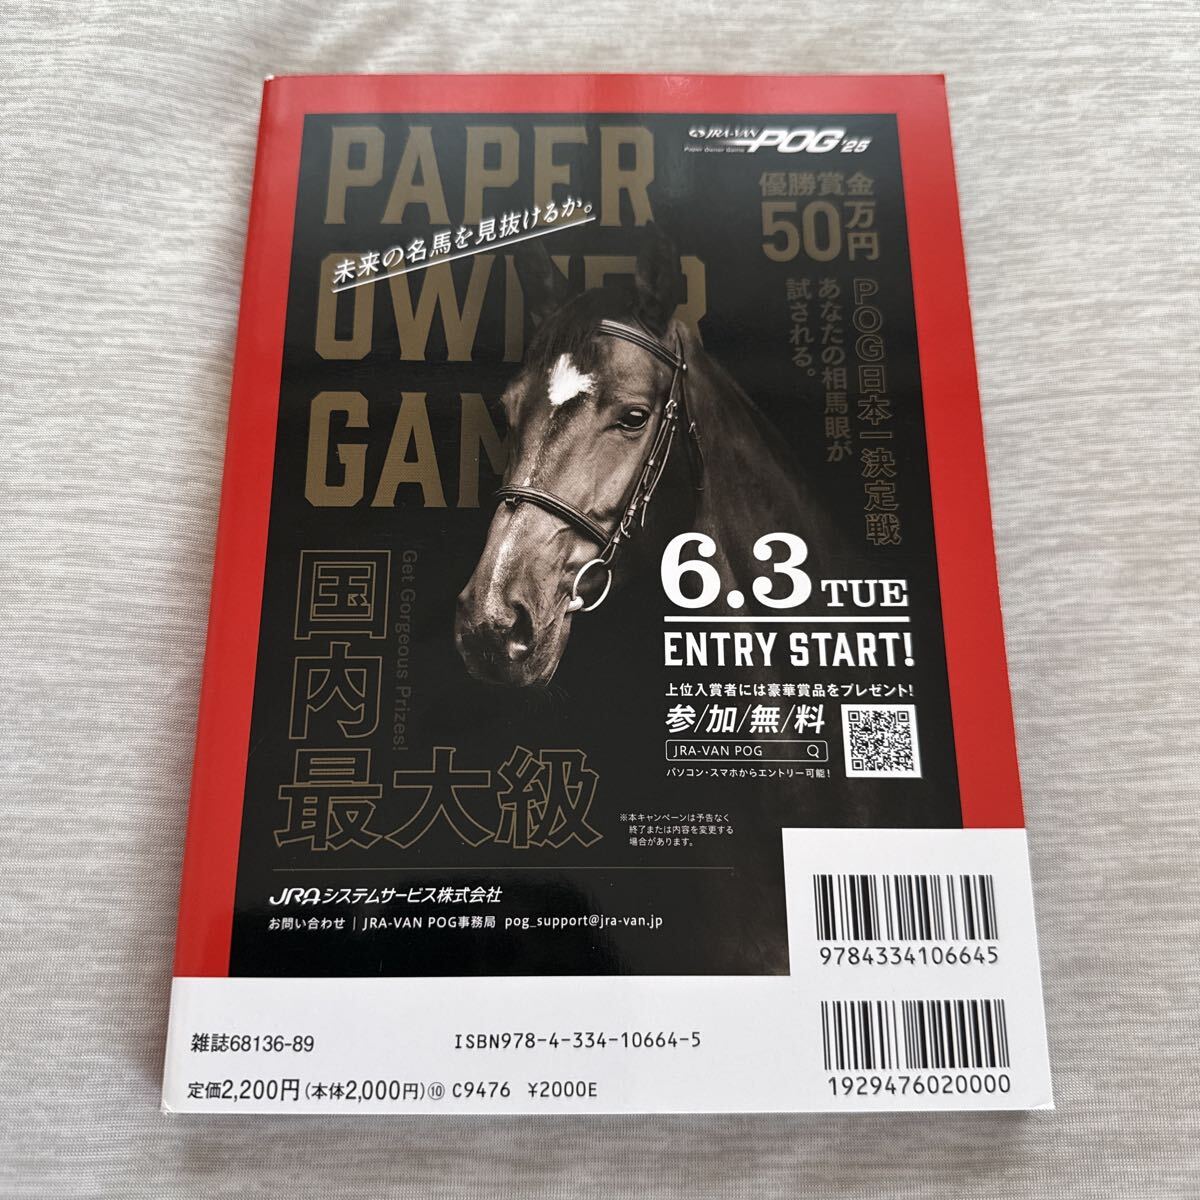 PAPER
OWNER
GAM
未来の名馬を見抜けるか。
JRA-VAN POG'25
Paper Owner Game
優勝賞金
50万円
POG日本一決定戦
あなたの相馬眼が
試される。
6.3 TUE
ENTRY START!
上位入賞者には豪華賞品をプレゼント!
参/加/無/料
JRA-VAN POG
パソコン・スマホからエントリー可能!
国内
最大級
Get Gorgeous Prizes!
※本キャンペーンは予告なく
終了または内容を変更する
場合があります。
JRAシステムサービス株式会社
お問い合わせ | JRA-VAN POG事務局 pog_support@jra-van.jp
9784334106645
1929476020000
雑誌68136-89
ISBN978-4-334-10664-5
定価2,200円(本体2,000円)⑩ C9476 ¥2000E